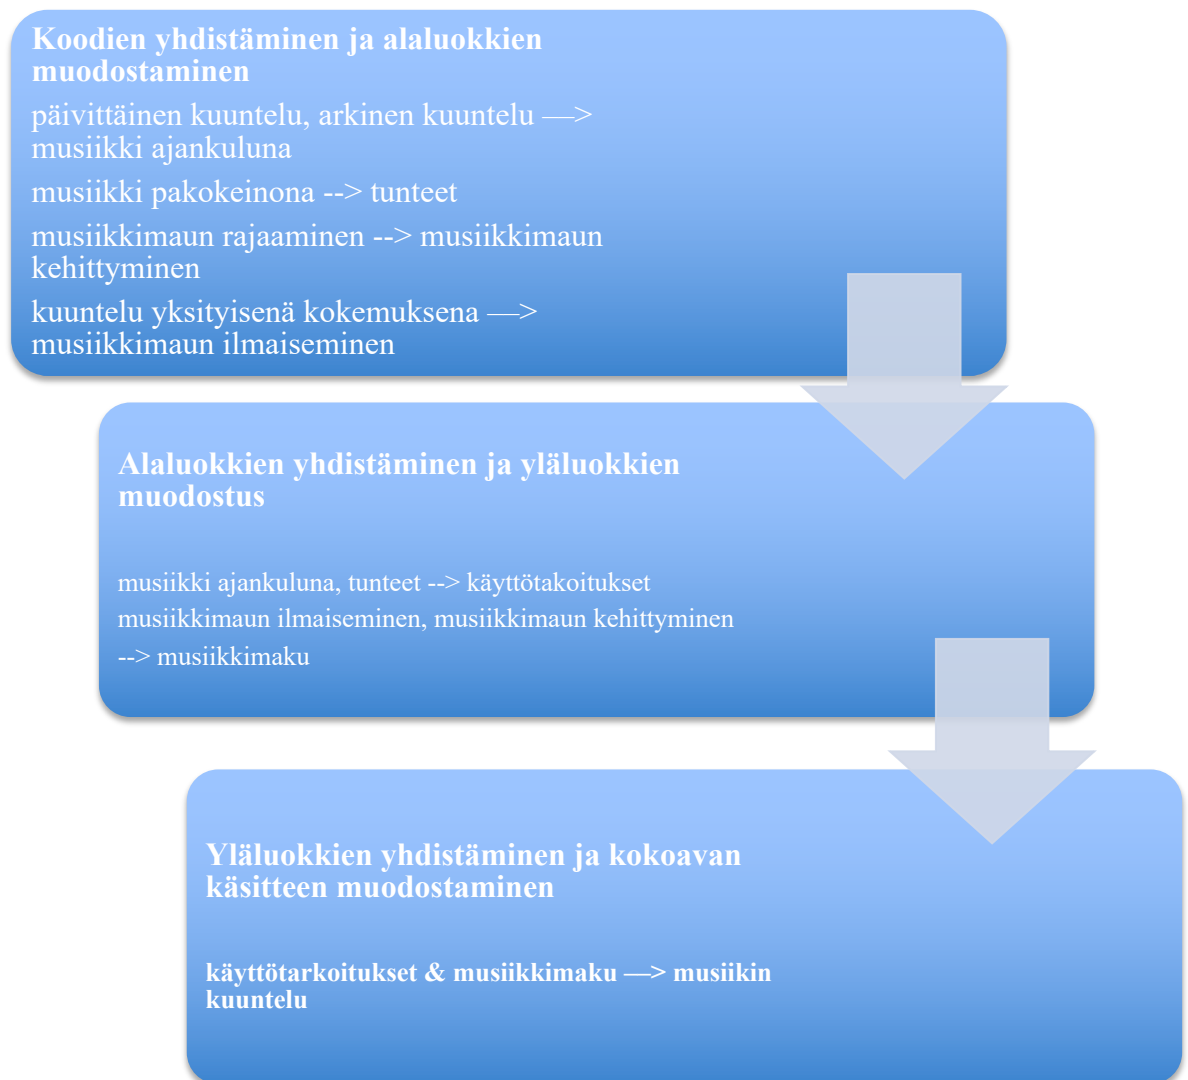 Koodien yhdistäminen ja alaluokkien
muodostaminen
päivittäinen kuuntelu, arkinen kuuntelu —>
musiikki ajankuluna
musiikki pakokeinona --> tunteet
musiikkimaun rajaaminen --> musiikkimaun
kehittyminen
kuuntelu yksityisenä kokemuksena —>
musiikkimaun ilmaiseminen
Alaluokkien yhdistäminen ja yläluokkien
muodostus
musiikki ajankuluna, tunteet --> käyttötakoitukset
musiikkimaun ilmaiseminen, musiikkimaun kehittyminen
--> musiikkimaku
Yläluokkien yhdistäminen ja kokoavan
käsitteen muodostaminen
käyttötarkoitukset & musiikkimaku —> musiikin
kuuntelu